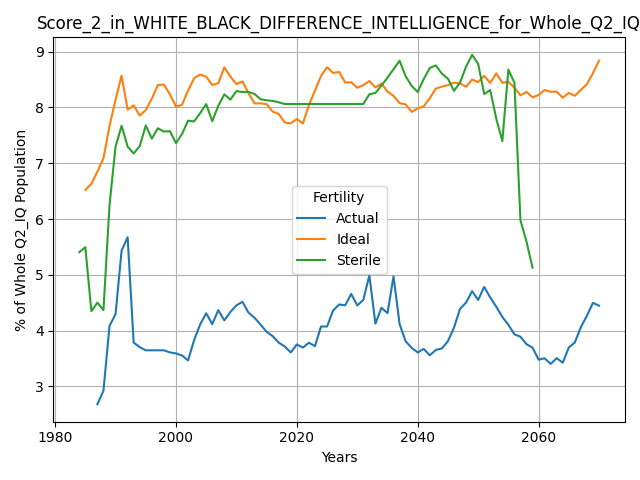 Score_2_in_WHITE_BLACK_DIFFERENCE_INTELLIGENCE_for_Whole_Q2_IQ
9
8
7
6
5
4
3
% of Whole Q2_IQ Population
Fertility
Actual
Ideal
Sterile
1980
2000
2020
2040
2060
Years